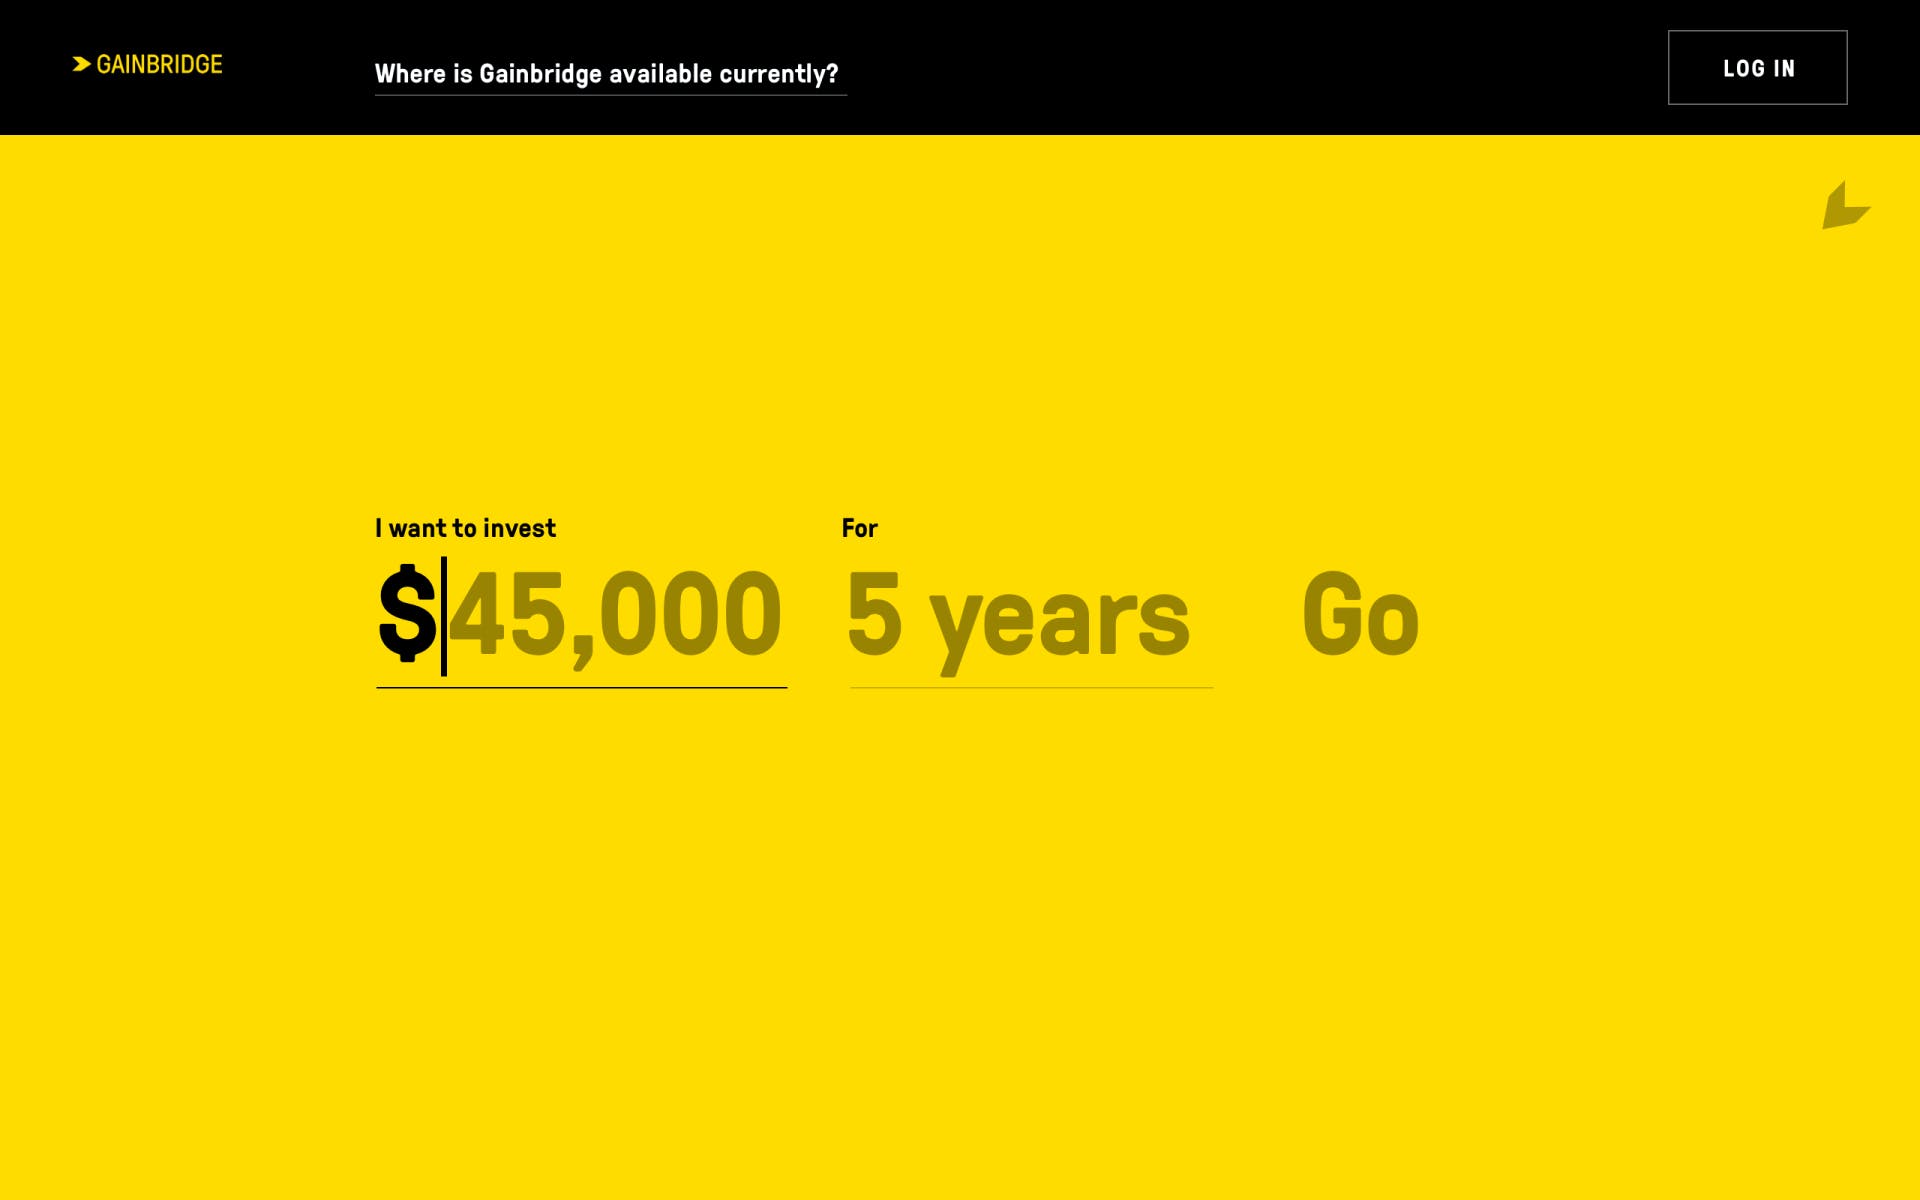 GAINBRIDGE
Where is Gainbridge available currently?
LOG IN
I want to invest
For
$45,000
5 years
Go